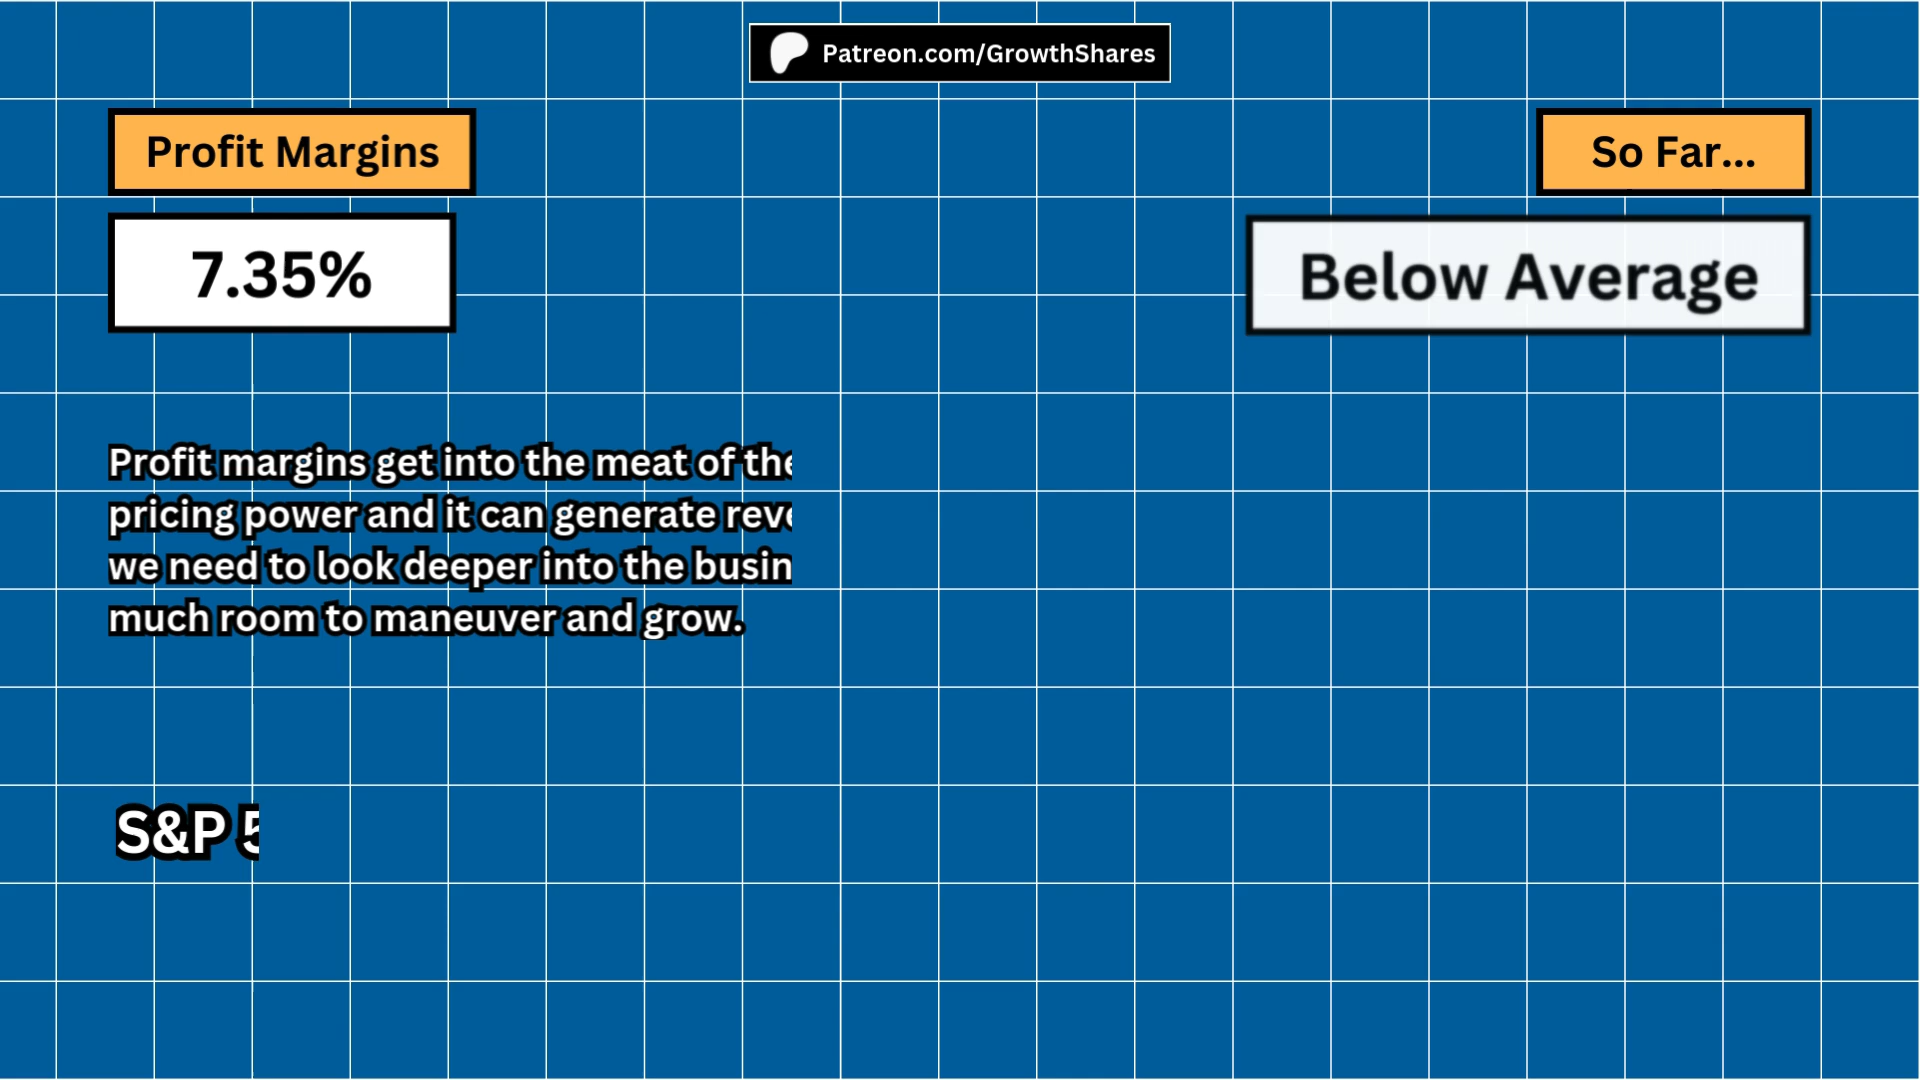 Patreon.com/GrowthShares
Profit Margins
So Far...
7.35%
Below Average
Profit margins get into the meat of the
pricing power and it can generate
we need to look deeper into the
much room to maneuver and grow.
S&P